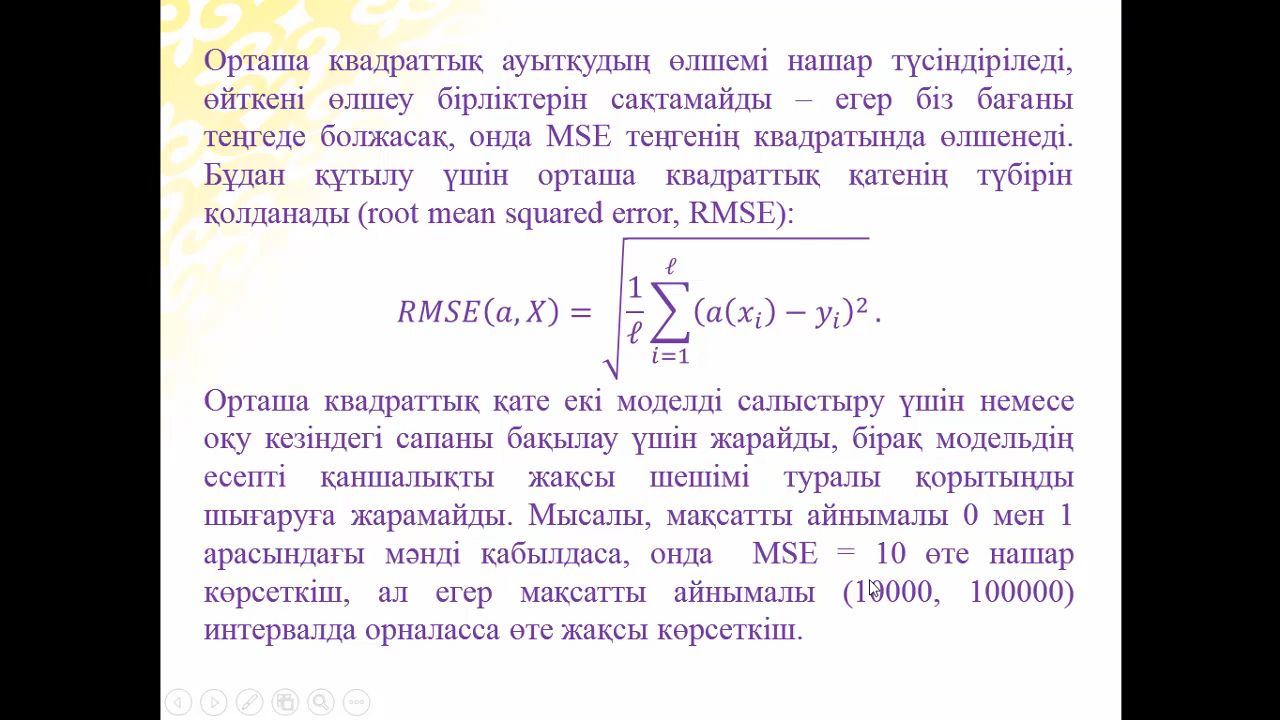 Орташа квадраттық ауытқудың өлшемі нашар түсіндіріледі,
өйткені өлшеу бірліктерін сақтамайды – егер біз бағаны
теңгеде болжасақ, онда MSE теңгенің квадратында өлшенеді.
Бұдан құтылу үшін орташа квадраттық қатенің түбірін
қолданады (root mean squared error, RMSE):
RMSE(a, X) = √(1/ℓ ∑_{i=1}^{ℓ} (a(x_i) − y_i)²) .
Орташа квадраттық қате екі моделді салыстыру үшін немесе
оқу кезіндегі сапаны бақылау үшін жарайды, бірақ модельдің
есепті қаншалықты жақсы шешімі туралы қорытынды
шығаруға жарамайды. Мысалы, мақсатты айнымалы 0 мен 1
арасындағы мәнді қабылдаса, онда MSE = 10 өте нашар
көрсеткіш, ал егер мақсатты айнымалы (10000, 100000)
интервалда орналасса өте жақсы көрсеткіш.